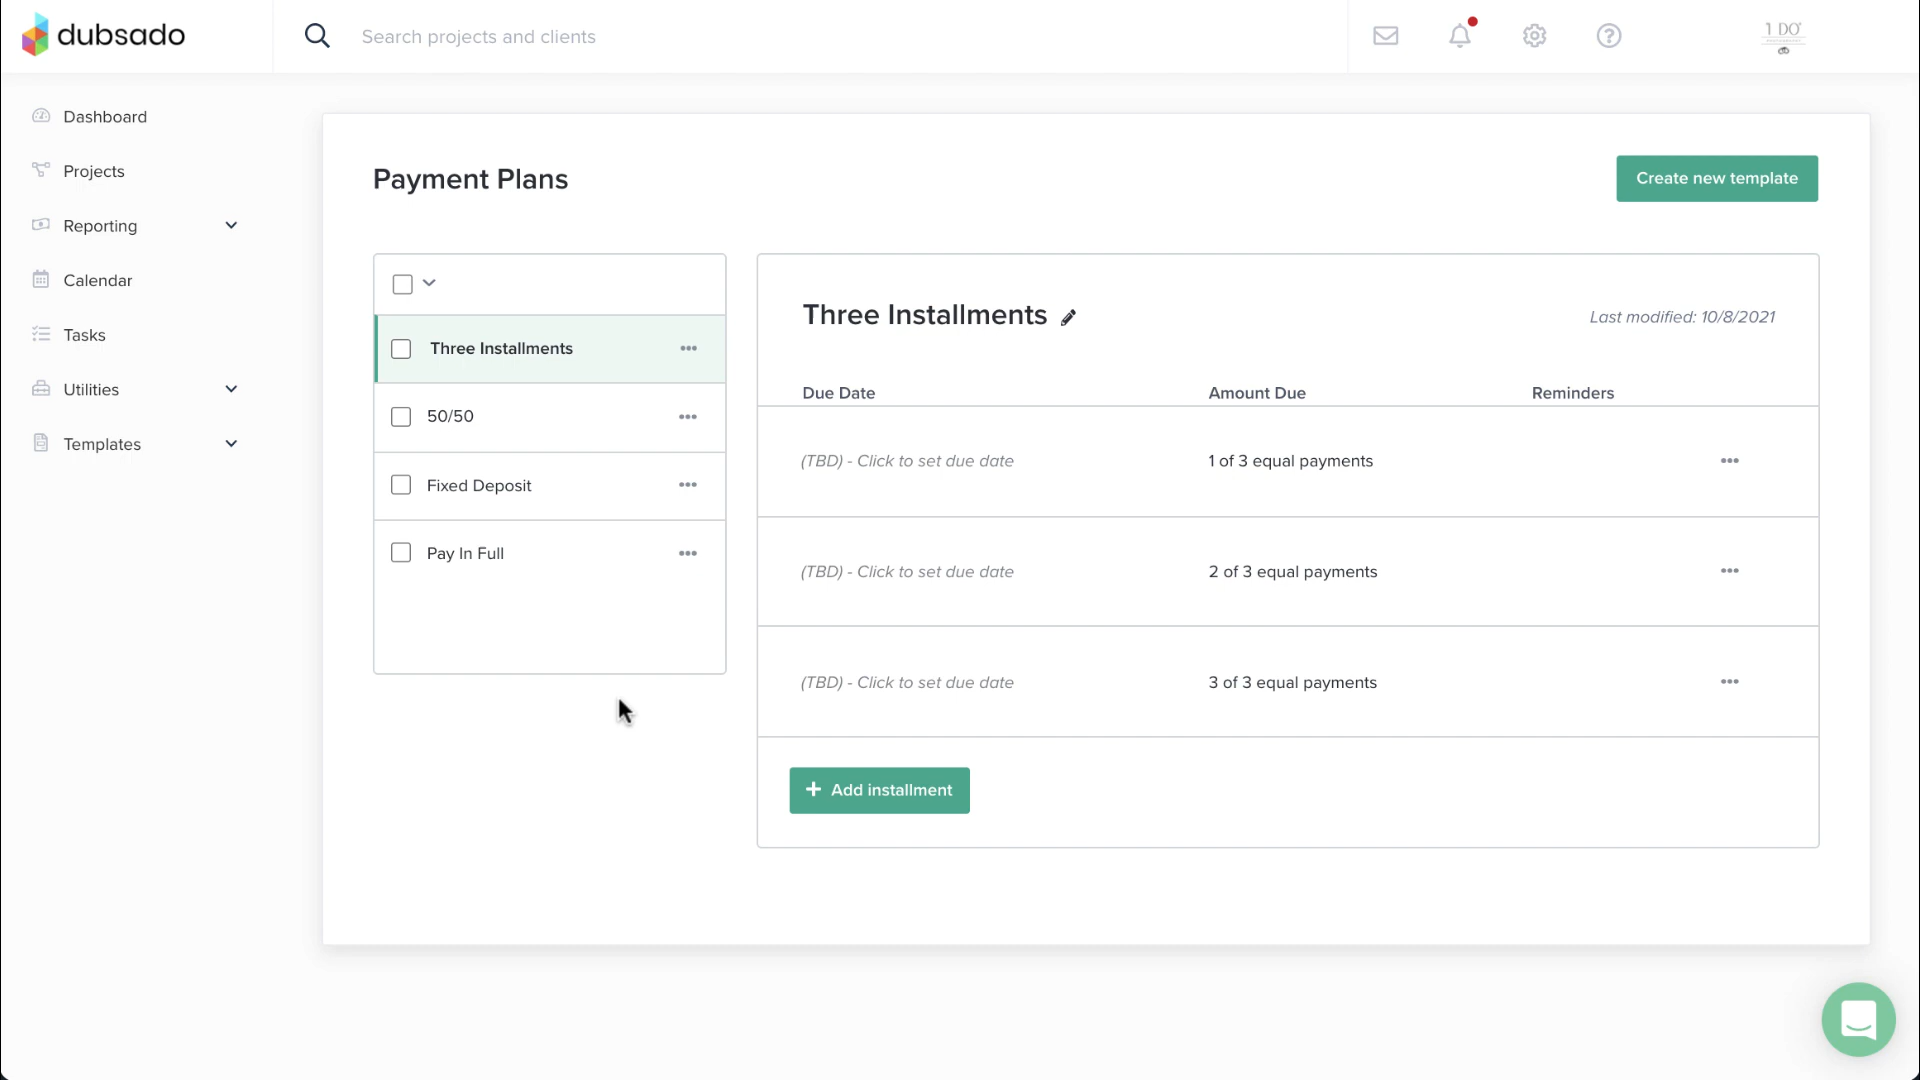 dubsado
Search projects and clients
1 DO
Dashboard
Projects
Reporting
Calendar
Tasks
Utilities
Templates
Payment Plans
Create new template
Three Installments
50/50
Fixed Deposit
Pay In Full
Three Installments
Last modified: 10/8/2021
Due Date Amount Due Reminders
(TBD) - Click to set due date 1 of 3 equal payments
(TBD) - Click to set due date 2 of 3 equal payments
(TBD) - Click to set due date 3 of 3 equal payments
+ Add installment